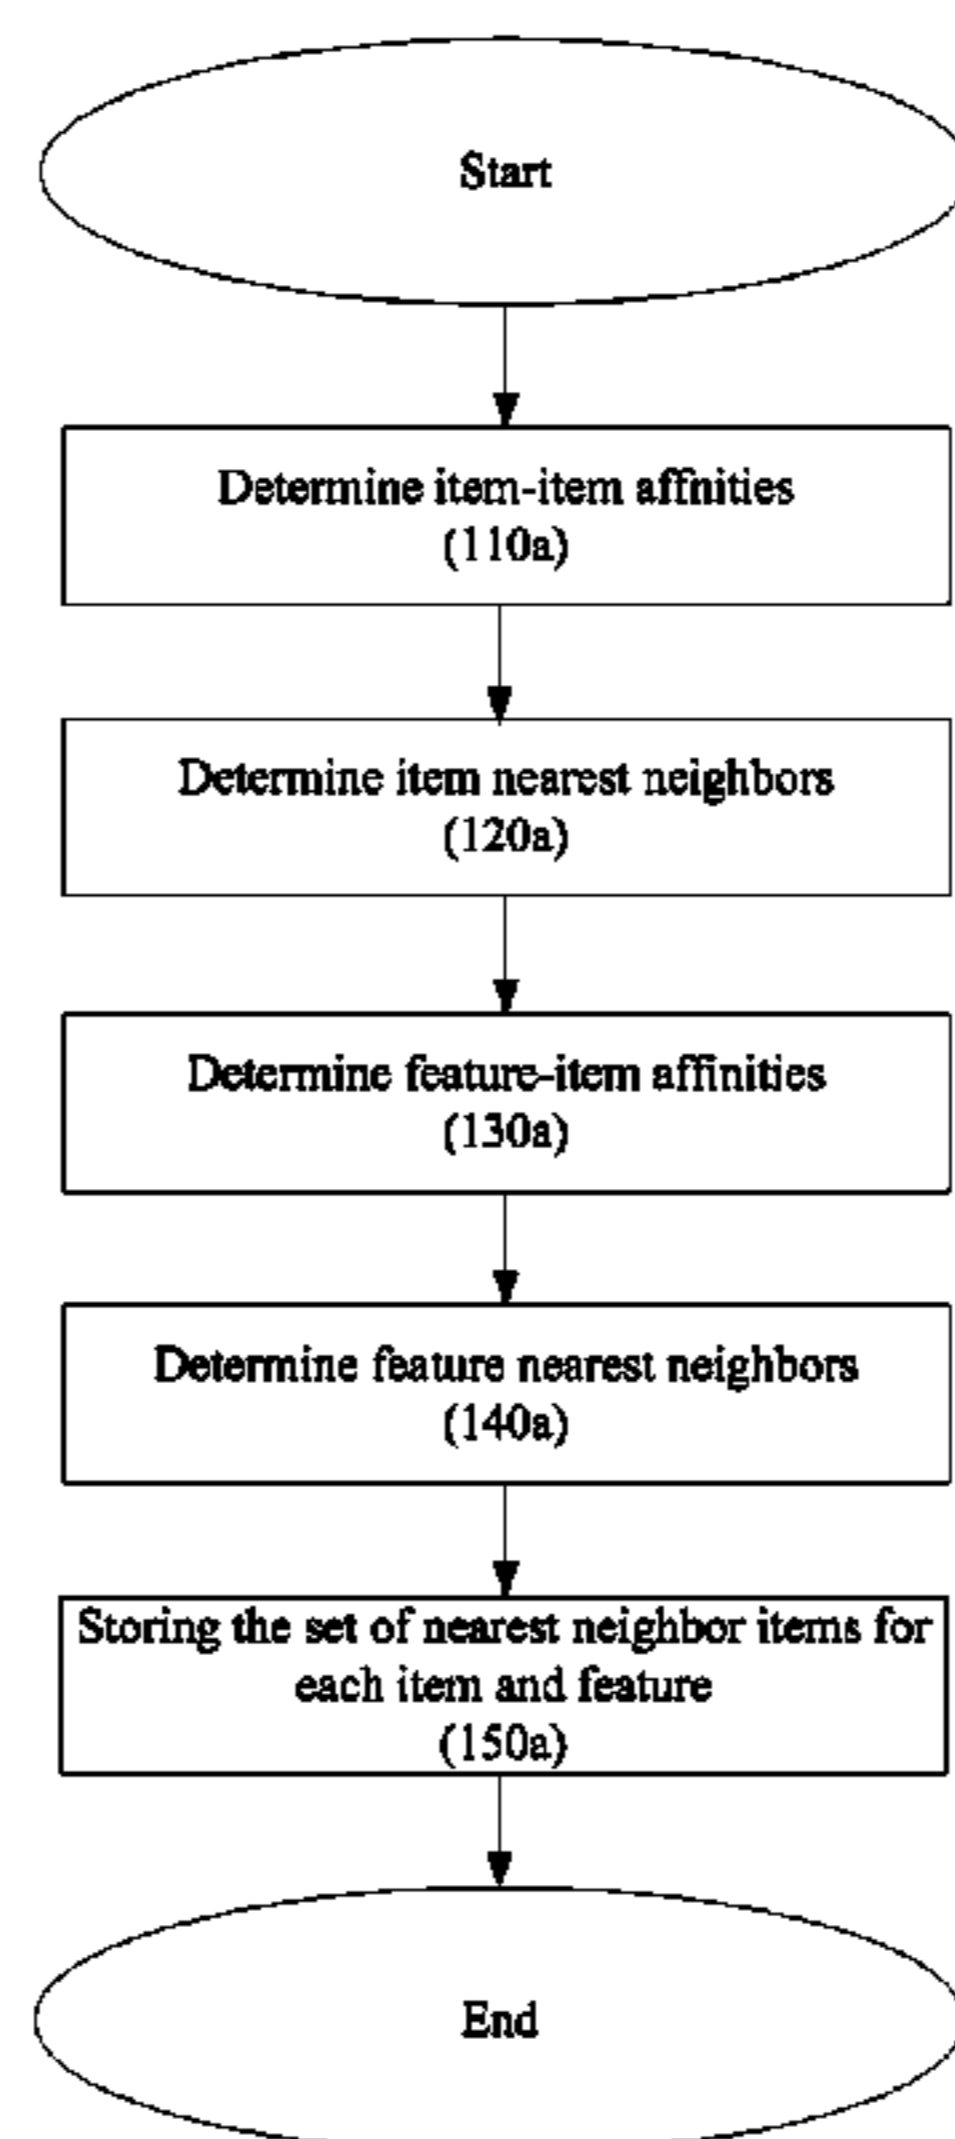 Start
Determine item-item affnities
(110a)
Determine item nearest neighbors
(120a)
Determine feature-item affinities
(130a)
Determine feature nearest neighbors
(140a)
Storing the set of nearest neighbor items for
each item and feature
(150a)
End